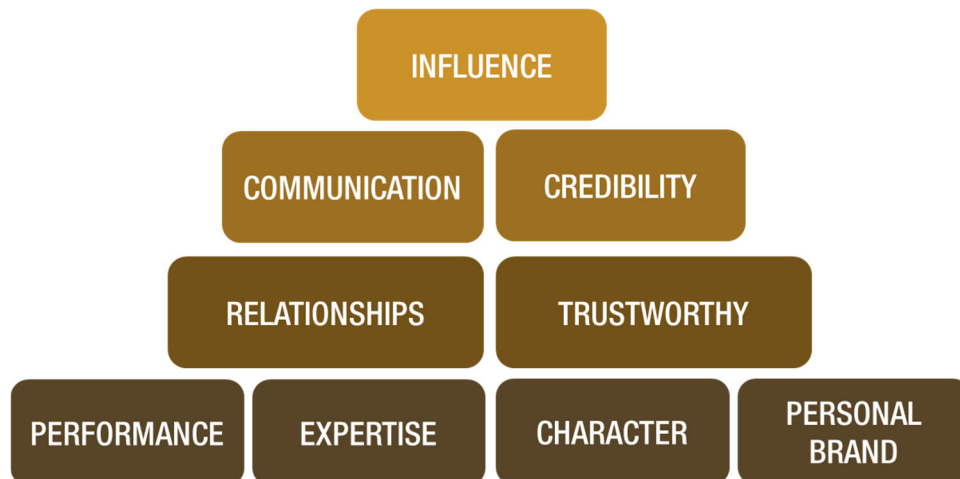 INFLUENCE
COMMUNICATION
CREDIBILITY
RELATIONSHIPS
TRUSTWORTHY
PERFORMANCE
EXPERTISE
CHARACTER
PERSONAL
BRAND